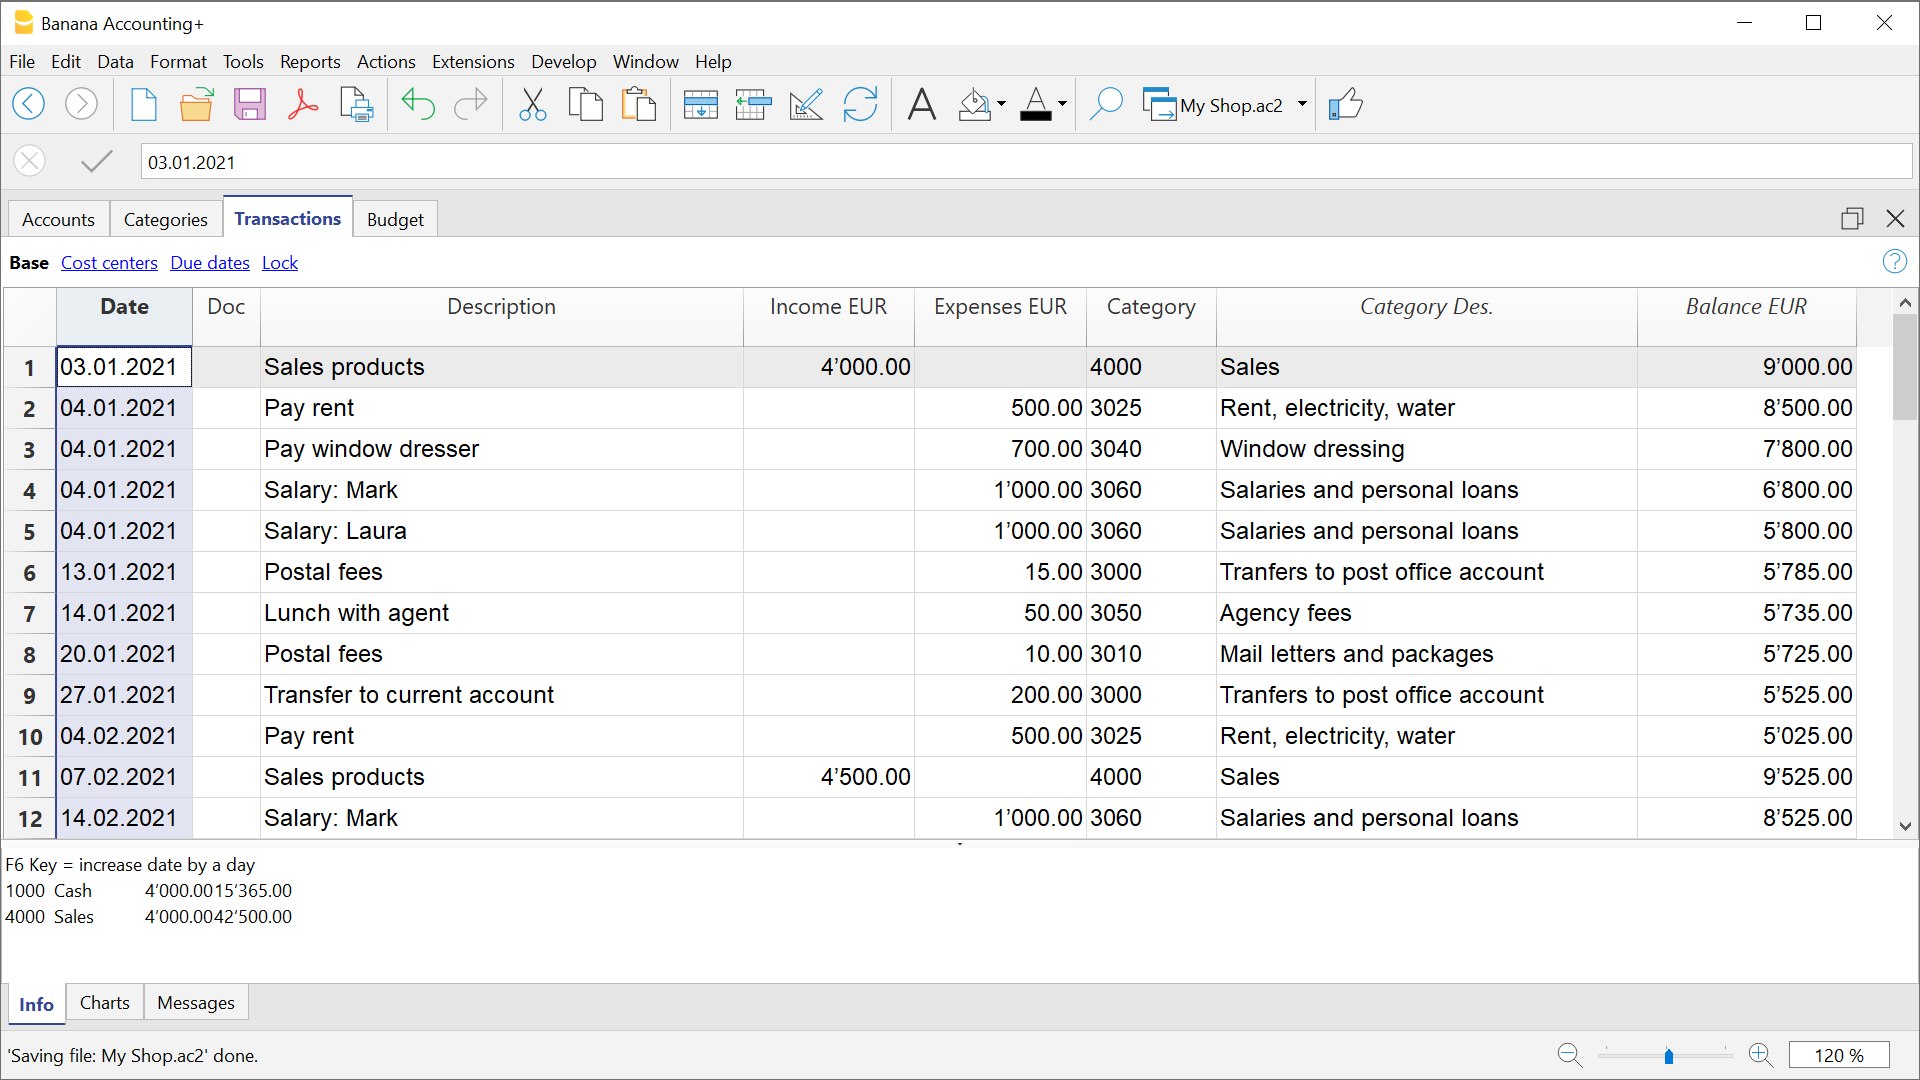 Banana Accounting+
File Edit Data Format Tools Reports Actions Extensions Develop Window Help
My Shop.ac2
03.01.2021
Accounts Categories Transactions Budget
Base Cost centers Due dates Lock
Date Doc Description Income EUR Expenses EUR Category Category Des. Balance EUR
1 03.01.2021 Sales products 4’000.00 4000 Sales 9’000.00
2 04.01.2021 Pay rent 500.00 3025 Rent, electricity, water 8’500.00
3 04.01.2021 Pay window dresser 700.00 3040 Window dressing 7’800.00
4 04.01.2021 Salary: Mark 1’000.00 3060 Salaries and personal loans 6’800.00
5 04.01.2021 Salary: Laura 1’000.00 3060 Salaries and personal loans 5’800.00
6 13.01.2021 Postal fees 15.00 3000 Tranfers to post office account 5’785.00
7 14.01.2021 Lunch with agent 50.00 3050 Agency fees 5’735.00
8 20.01.2021 Postal fees 10.00 3010 Mail letters and packages 5’725.00
9 27.01.2021 Transfer to current account 200.00 3000 Tranfers to post office account 5’525.00
10 04.02.2021 Pay rent 500.00 3025 Rent, electricity, water 5’025.00
11 07.02.2021 Sales products 4’500.00 4000 Sales 9’525.00
12 14.02.2021 Salary: Mark 1’000.00 3060 Salaries and personal loans 8’525.00
F6 Key = increase date by a day
1000 Cash 4’000.0015’365.00
4000 Sales 4’000.0042’500.00
Info Charts Messages
'Saving file: My Shop.ac2' done.
120 %